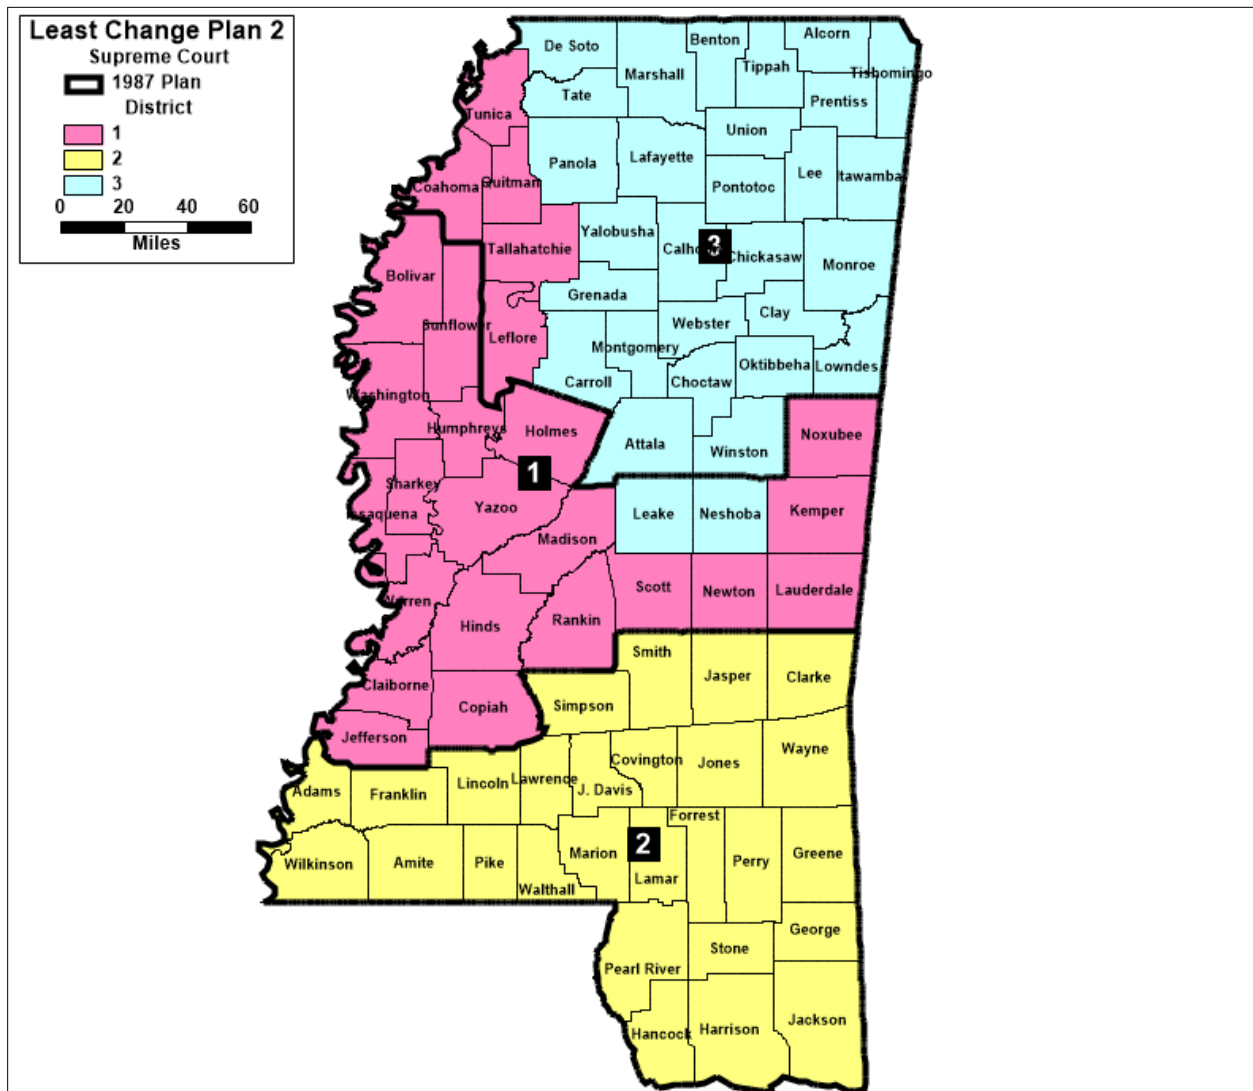 Least Change Plan 2
Supreme Court
1987 Plan
District
1
2
3
0 20 40 60
Miles
De Soto
Benton
Alcorn
Marshall
Tippah
Tishomingo
Tate
Prentiss
Tunica
Union
Panola
Lafayette
Lee
Itawamba
Coahoma
Quitman
Pontotoc
Yalobusha
Tallahatchie
Calhoun
3
Chickasaw
Monroe
Bolivar
Grenada
Clay
Sunflower
Webster
Leflore
Montgomery
Oktibbeha
Lowndes
Carroll
Choctaw
Washington
Humphreys
Holmes
Attala
Winston
Noxubee
1
Sharkey
Issaquena
Yazoo
Leake
Neshoba
Kemper
Madison
Scott
Newton
Lauderdale
Warren
Hinds
Rankin
Smith
Jasper
Clarke
Claiborne
Copiah
Simpson
Jefferson
Covington
Jones
Wayne
Adams
Franklin
Lincoln
Lawrence
J. Davis
Forrest
2
Wilkinson
Amite
Pike
Marion
Perry
Greene
Walthall
Lamar
George
Stone
Pearl River
Hancock
Harrison
Jackson